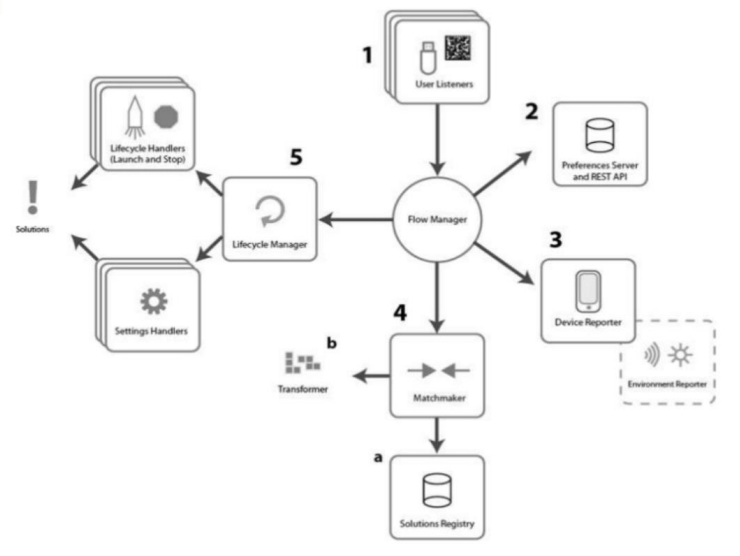 1
User Listeners
2
Preferences Server
and REST API
Lifecycle Handlers
(Launch and Stop)
5
Solutions
Lifecycle Manager
Flow Manager
3
Device Reporter
Settings Handlers
4
Environment Reporter
b
Transformer
Matchmaker
a
Solutions Registry